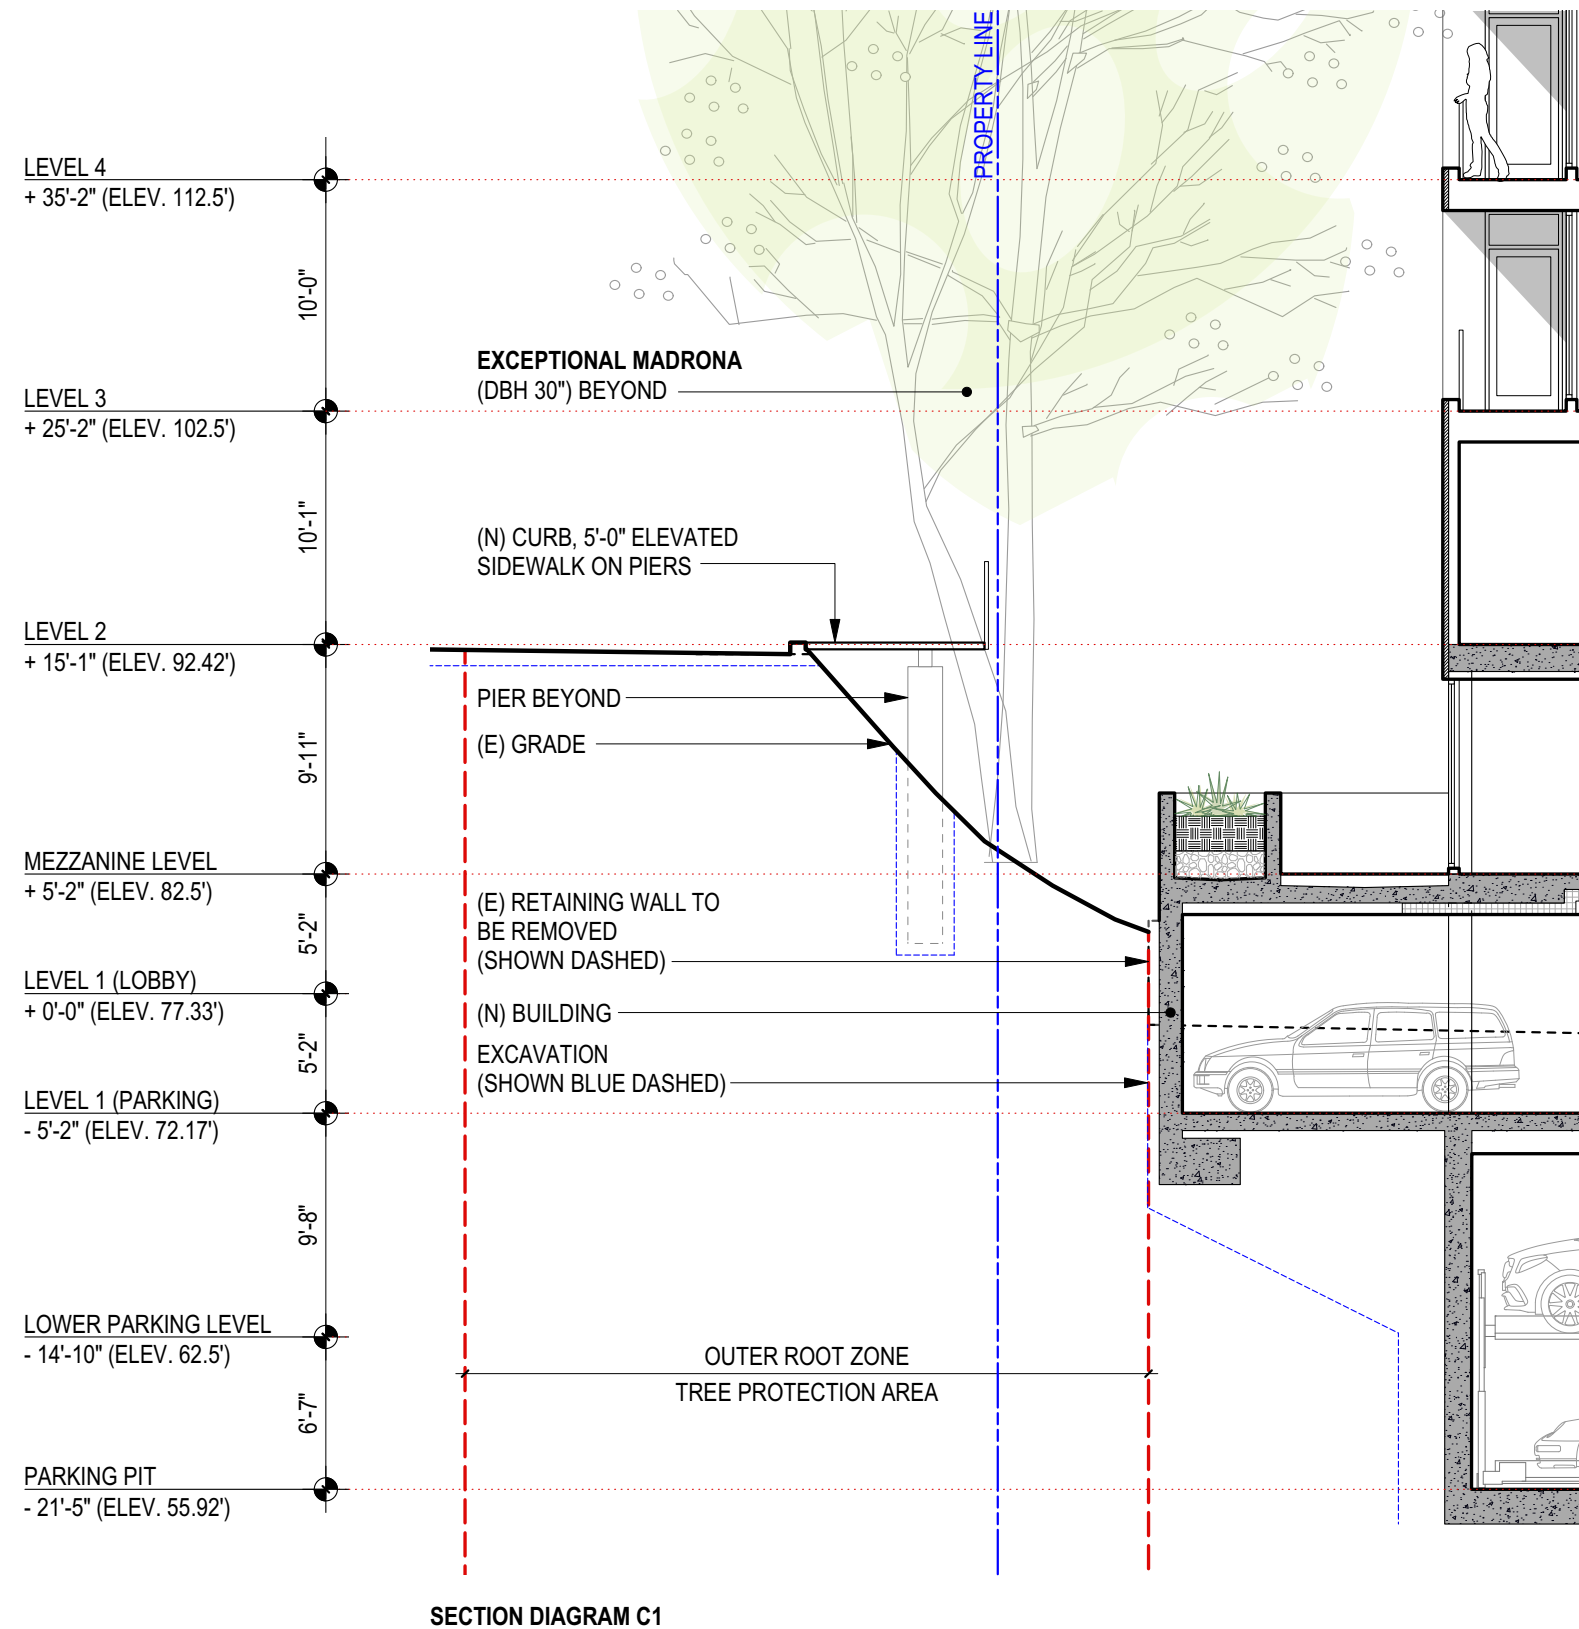 PROPERTY LINE
LEVEL 4
+ 35'-2" (ELEV. 112.5')
10'-0"
EXCEPTIONAL MADRONA
(DBH 30") BEYOND
LEVEL 3
+ 25'-2" (ELEV. 102.5')
10'-1"
(N) CURB, 5'-0" ELEVATED
SIDEWALK ON PIERS
LEVEL 2
+ 15'-1" (ELEV. 92.42')
PIER BEYOND
(E) GRADE
9'-11"
MEZZANINE LEVEL
+ 5'-2" (ELEV. 82.5')
(E) RETAINING WALL TO
BE REMOVED
(SHOWN DASHED)
5'-2"
LEVEL 1 (LOBBY)
+ 0'-0" (ELEV. 77.33')
(N) BUILDING
EXCAVATION
(SHOWN BLUE DASHED)
5'-2"
LEVEL 1 (PARKING)
- 5'-2" (ELEV. 72.17')
9'-8"
LOWER PARKING LEVEL
- 14'-10" (ELEV. 62.5')
OUTER ROOT ZONE
TREE PROTECTION AREA
6'-7"
PARKING PIT
- 21'-5" (ELEV. 55.92')
SECTION DIAGRAM C1